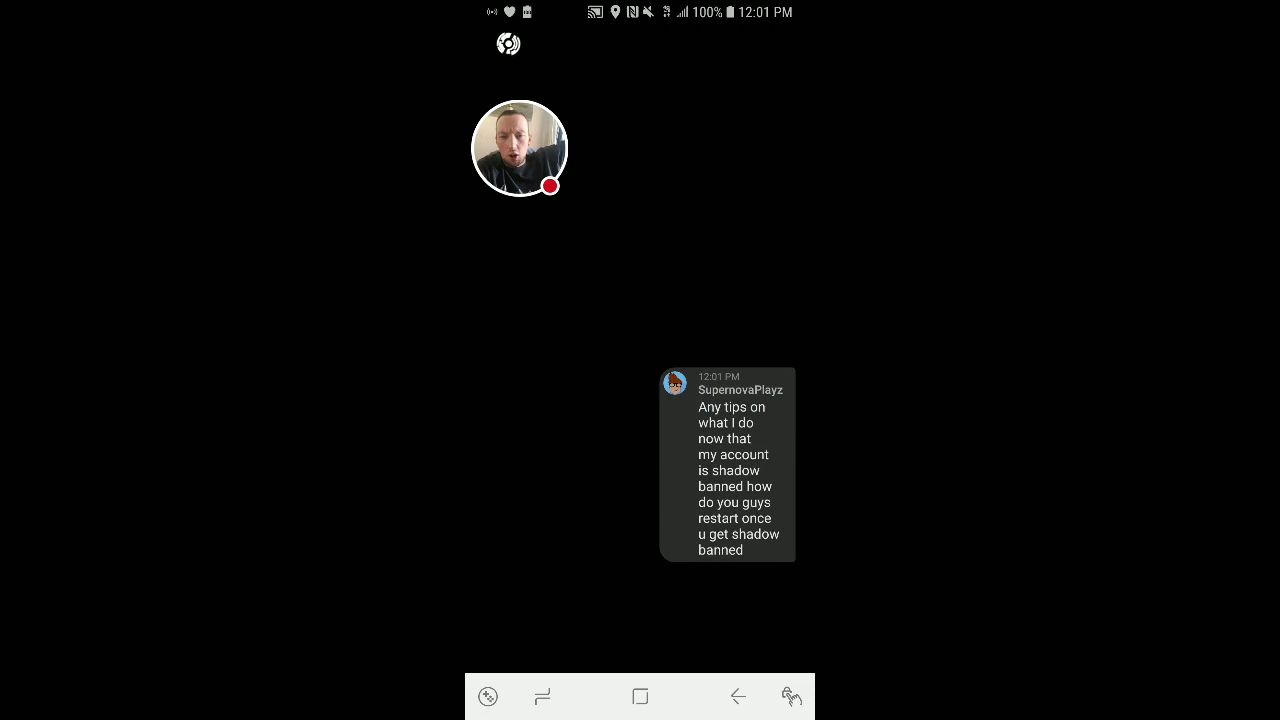 100% 12:01 PM
12:01 PM
SupernovaPlayz
Any tips on
what I do
now that
my account
is shadow
banned how
do you guys
restart once
u get shadow
banned